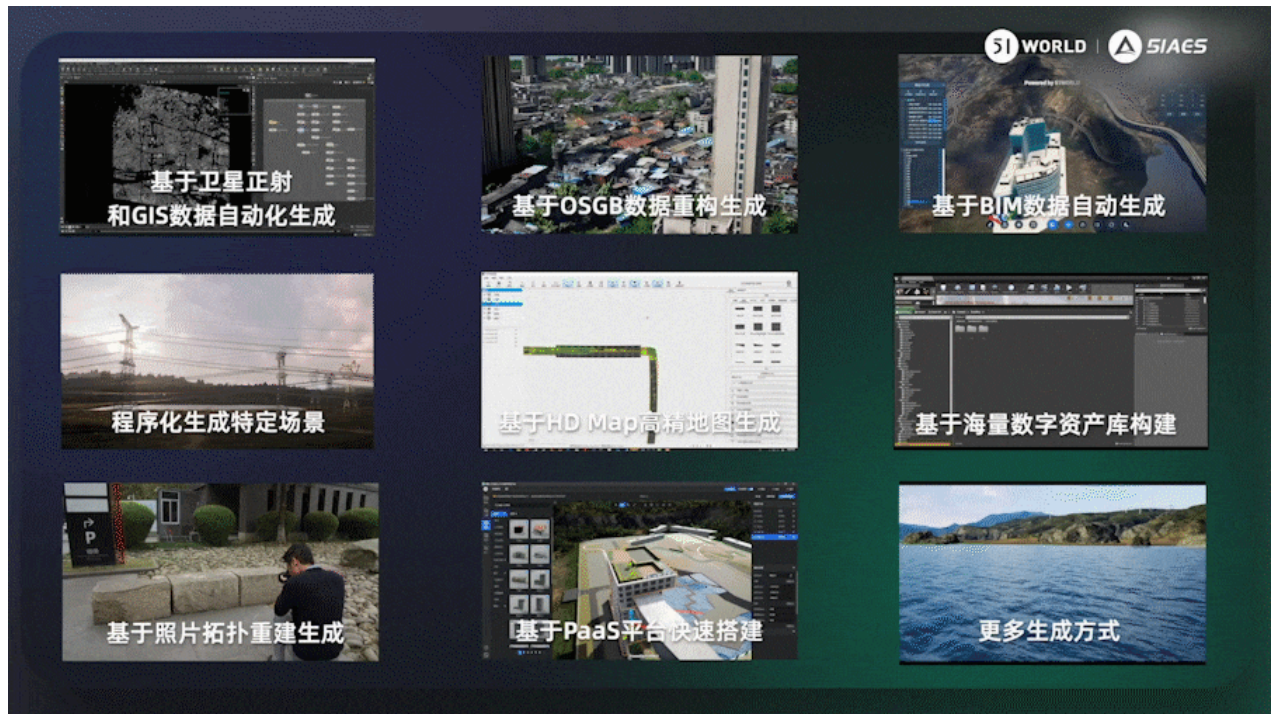 51WORLD | 51AES
基于卫星正射
和GIS数据自动化生成
基于OSGB数据重构生成
Powered by 51WORLD
基于BIM数据自动生成
程序化生成特定场景
基于HD Map高精地图生成
基于海量数字资产库构建
P
基于照片拓扑重建生成
基于PaaS平台快速搭建
更多生成方式